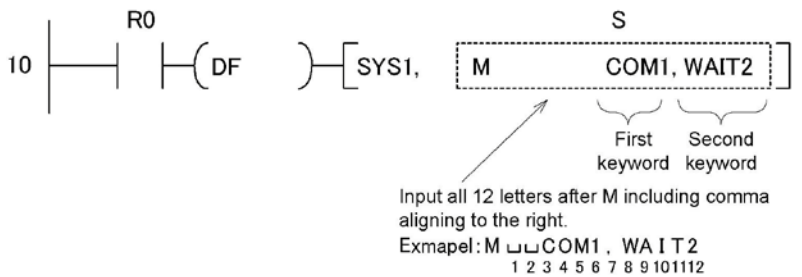 R0 S
10 DF SYS1, M COM1, WAIT2
First Second
keyword keyword
Input all 12 letters after M including comma
aligning to the right.
Exmapel: M ␣␣COM1, WAIT2
1 2 3 4 5 6 7 8 9 10 11 12